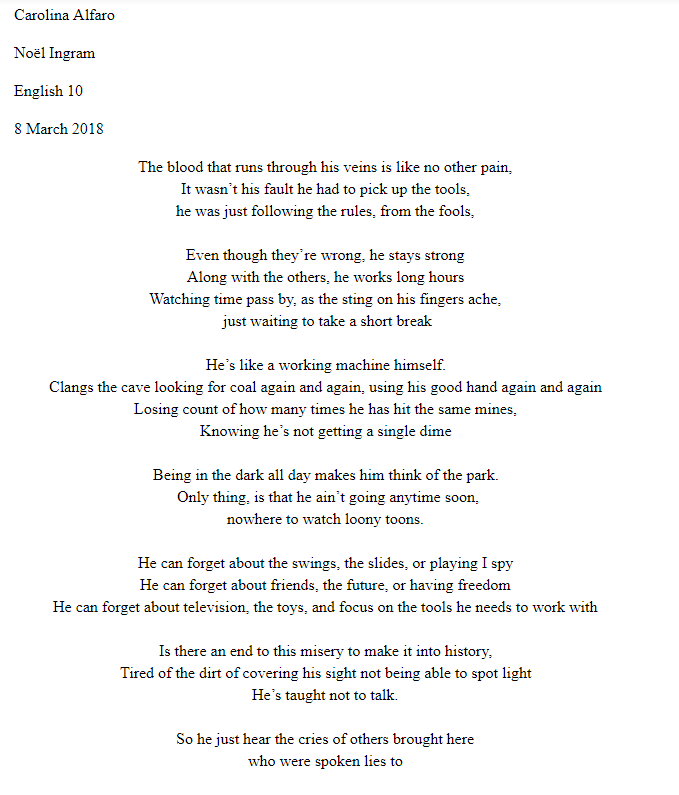 Carolina Alfaro
Noël Ingram
English 10
8 March 2018
The blood that runs through his veins is like no other pain,
It wasn’t his fault he had to pick up the tools,
he was just following the rules, from the fools,
Even though they’re wrong, he stays strong
Along with the others, he works long hours
Watching time pass by, as the sting on his fingers ache,
just waiting to take a short break
He’s like a working machine himself.
Clangs the cave looking for coal again and again, using his good hand again and again
Losing count of how many times he has hit the same mines,
Knowing he’s not getting a single dime
Being in the dark all day makes him think of the park.
Only thing, is that he ain’t going anytime soon,
nowhere to watch loony toons.
He can forget about the swings, the slides, or playing I spy
He can forget about friends, the future, or having freedom
He can forget about television, the toys, and focus on the tools he needs to work with
Is there an end to this misery to make it into history,
Tired of the dirt of covering his sight not being able to spot light
He’s taught not to talk.
So he just hear the cries of others brought here
who were spoken lies to